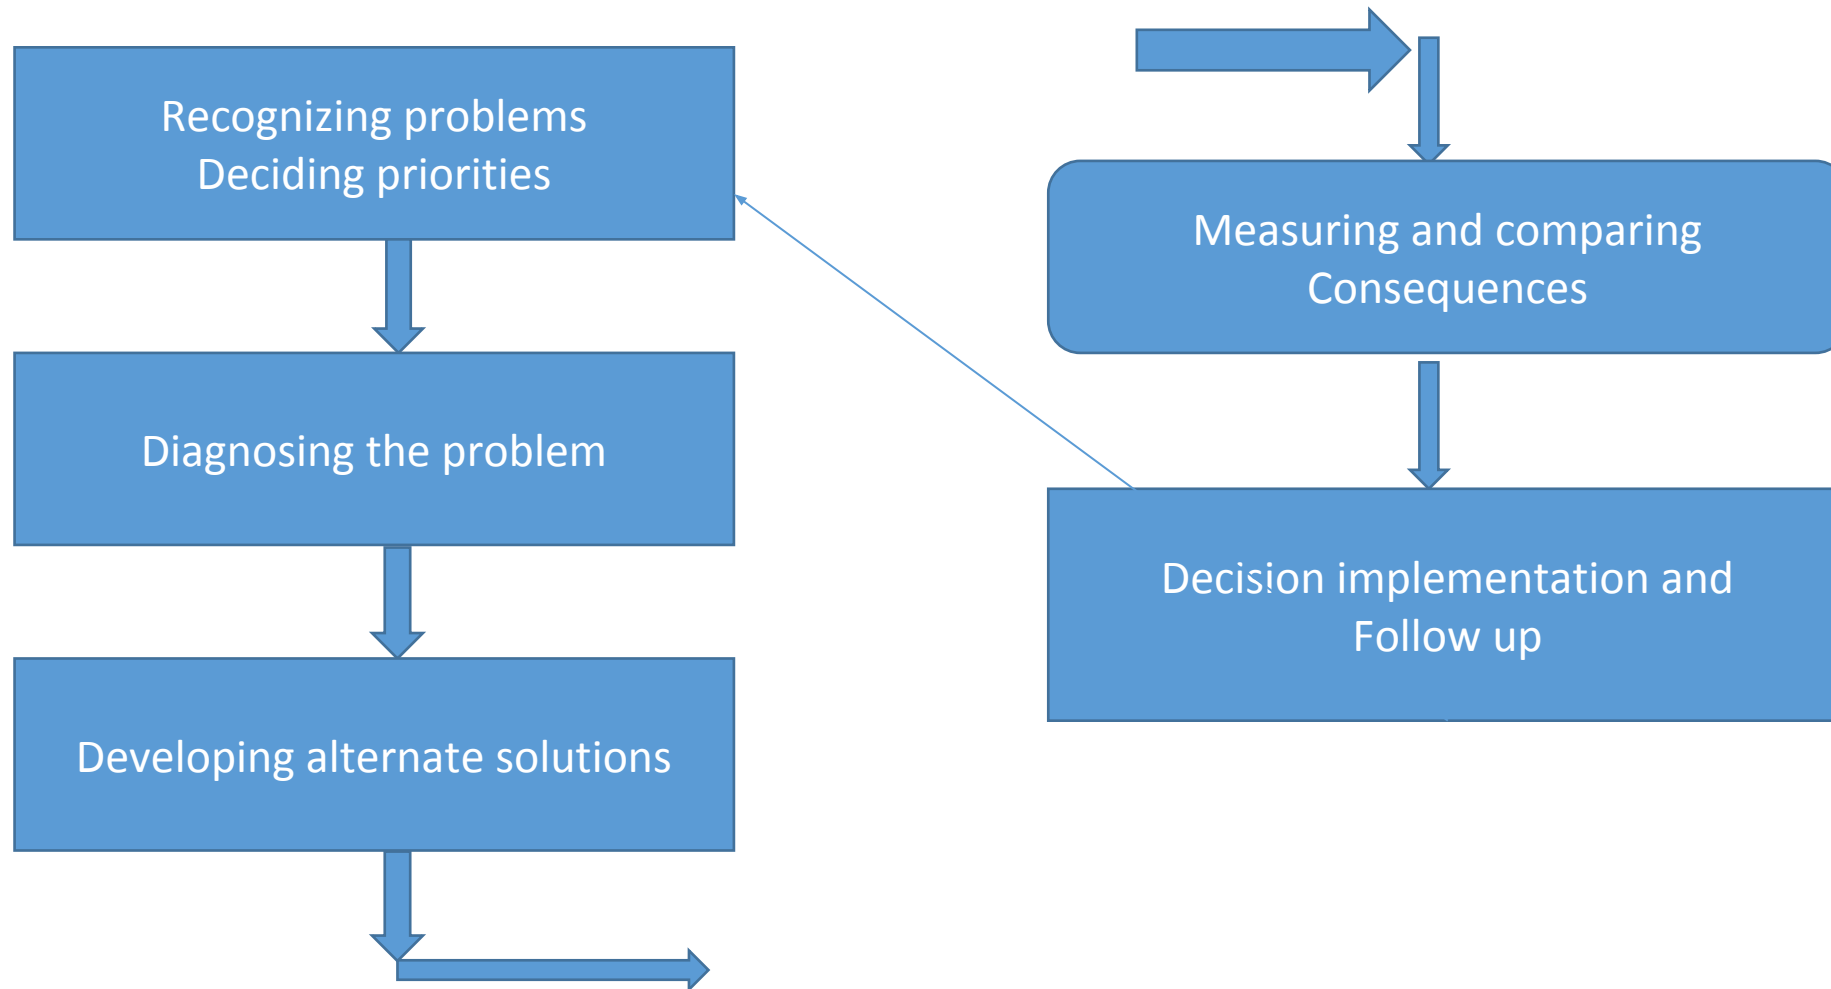 Recognizing problems
Deciding priorities
Diagnosing the problem
Developing alternate solutions
Measuring and comparing
Consequences
Decision implementation and
Follow up